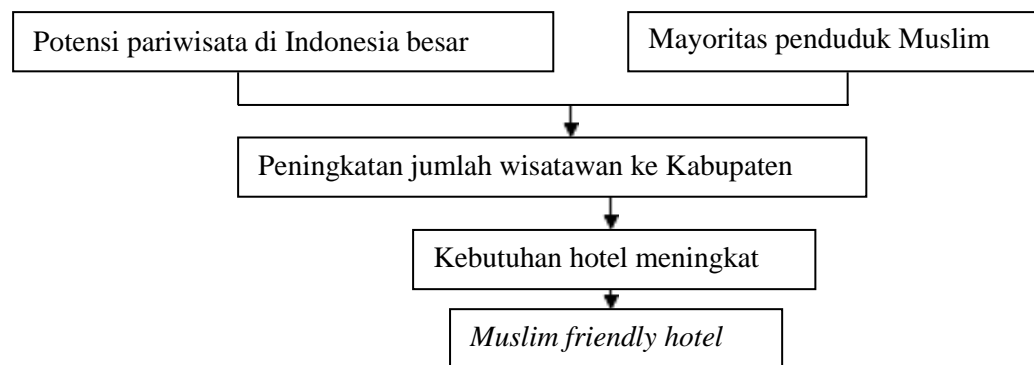 Potensi pariwisata di Indonesia besar
Mayoritas penduduk Muslim
Peningkatan jumlah wisatawan ke Kabupaten
Kebutuhan hotel meningkat
Muslim friendly hotel